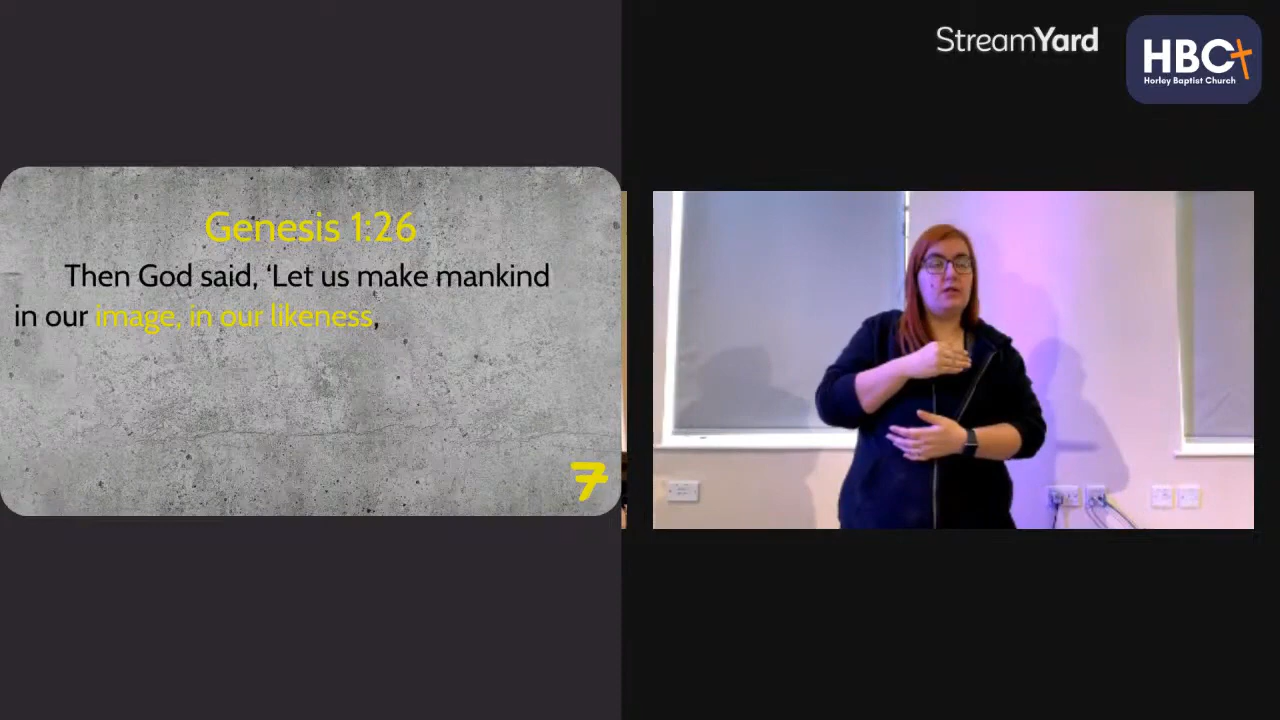 StreamYard
HBC
Horley Baptist Church
Genesis 1:26
Then God said, ‘Let us make mankind
in our image, in our likeness,
7